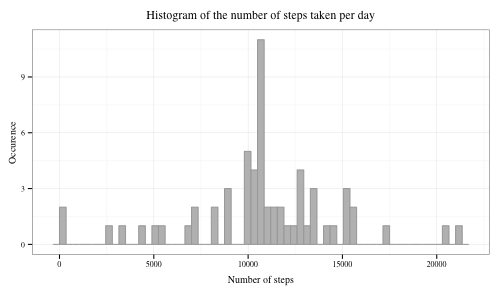 Histogram of the number of steps taken per day
Occurence
9
6
3
0
0 5000 10000 15000 20000
Number of steps